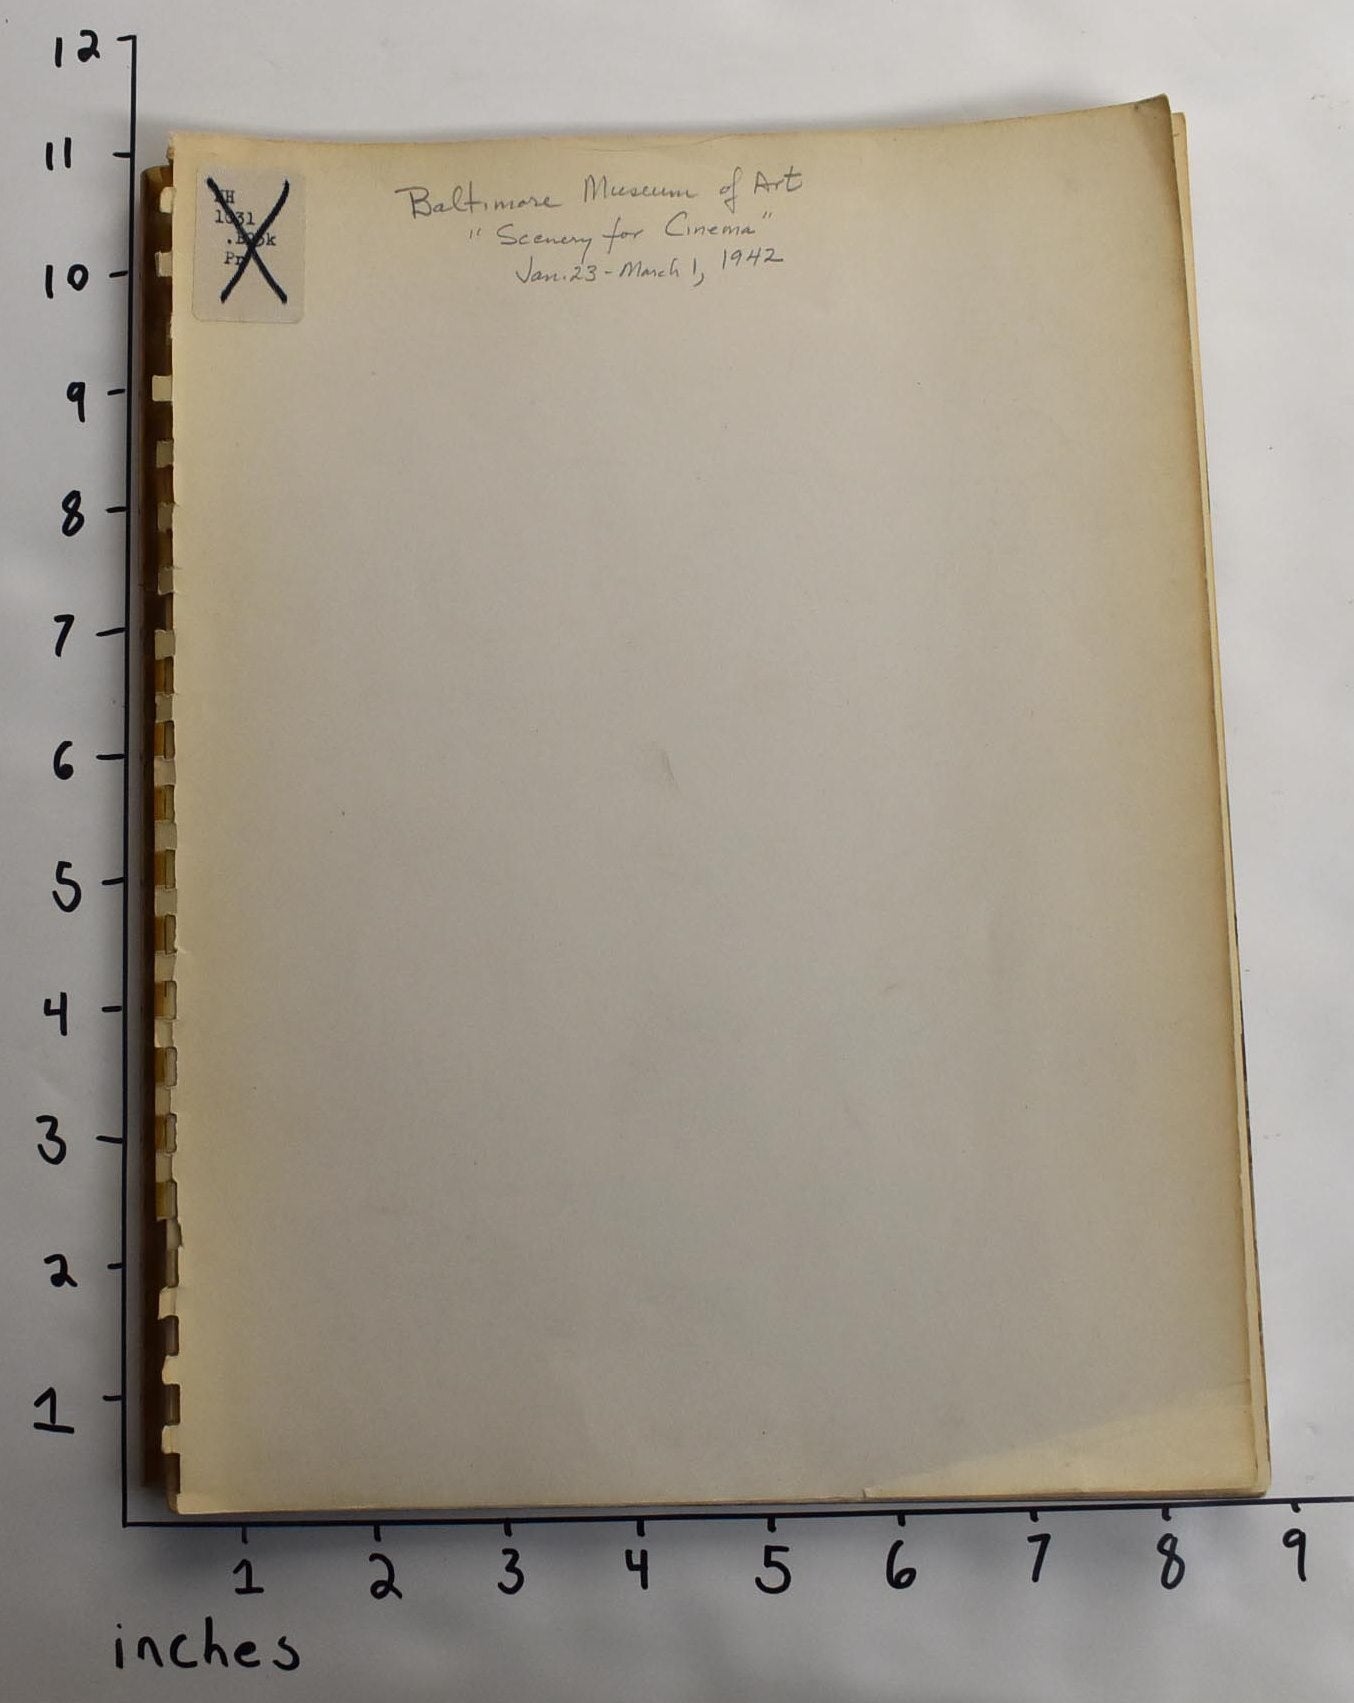 12
11
10
9
8
7
6
5
4
3
2
1
Baltimore Museum of Art
"Scenery for Cinema"
Jan. 23 - March 1, 1942
1 2 3 4 5 6 7 8 9
inches